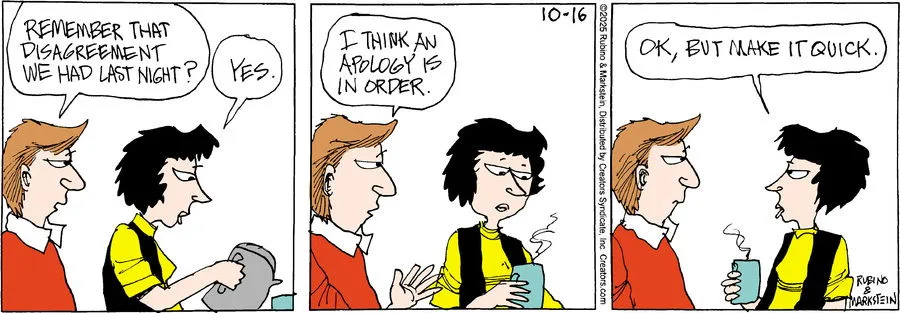 REMEMBER THAT
DISAGREEMENT
WE HAD LAST NIGHT?
YES.
I THINK AN
APOLOGY IS
IN ORDER.
10-16
©2025 Rubino & Markstein, Distributed by Creators Syndicate, Inc. Creators.com
OK, BUT MAKE IT QUICK.
RUBINO
&
MARKSTEIN